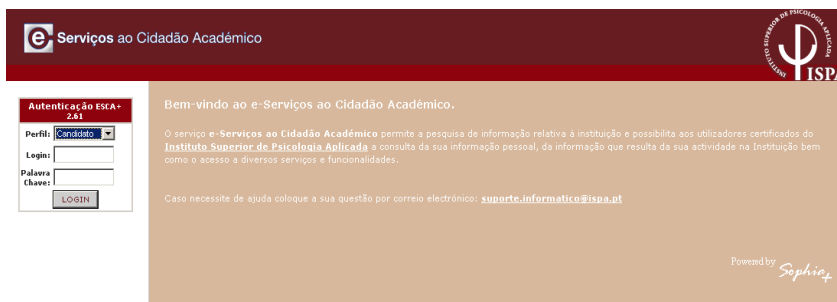 e- Serviços ao Cidadão Académico
INSTITUTO SUPERIOR DE PSICOLOGIA APLICADA
ISPA
Autenticação ESCA+
2.61
Perfil: Candidato
Login:
Palavra
Chave:
LOGIN
Bem-vindo ao e-Serviços ao Cidadão Académico.
O serviço e-Serviços ao Cidadão Académico permite a pesquisa de informação relativa á instituição e possibilita aos utilizadores certificados do
Instituto Superior de Psicologia Aplicada a consulta da sua informação pessoal, da informação que resulta da sua actividade na Instituição bem
como o acesso a diversos serviços e funcionalidades.
Caso necessite de ajuda coloque a sua questão por correio electrónico: suporte.informatico@ispa.pt
Powered by Sophia+